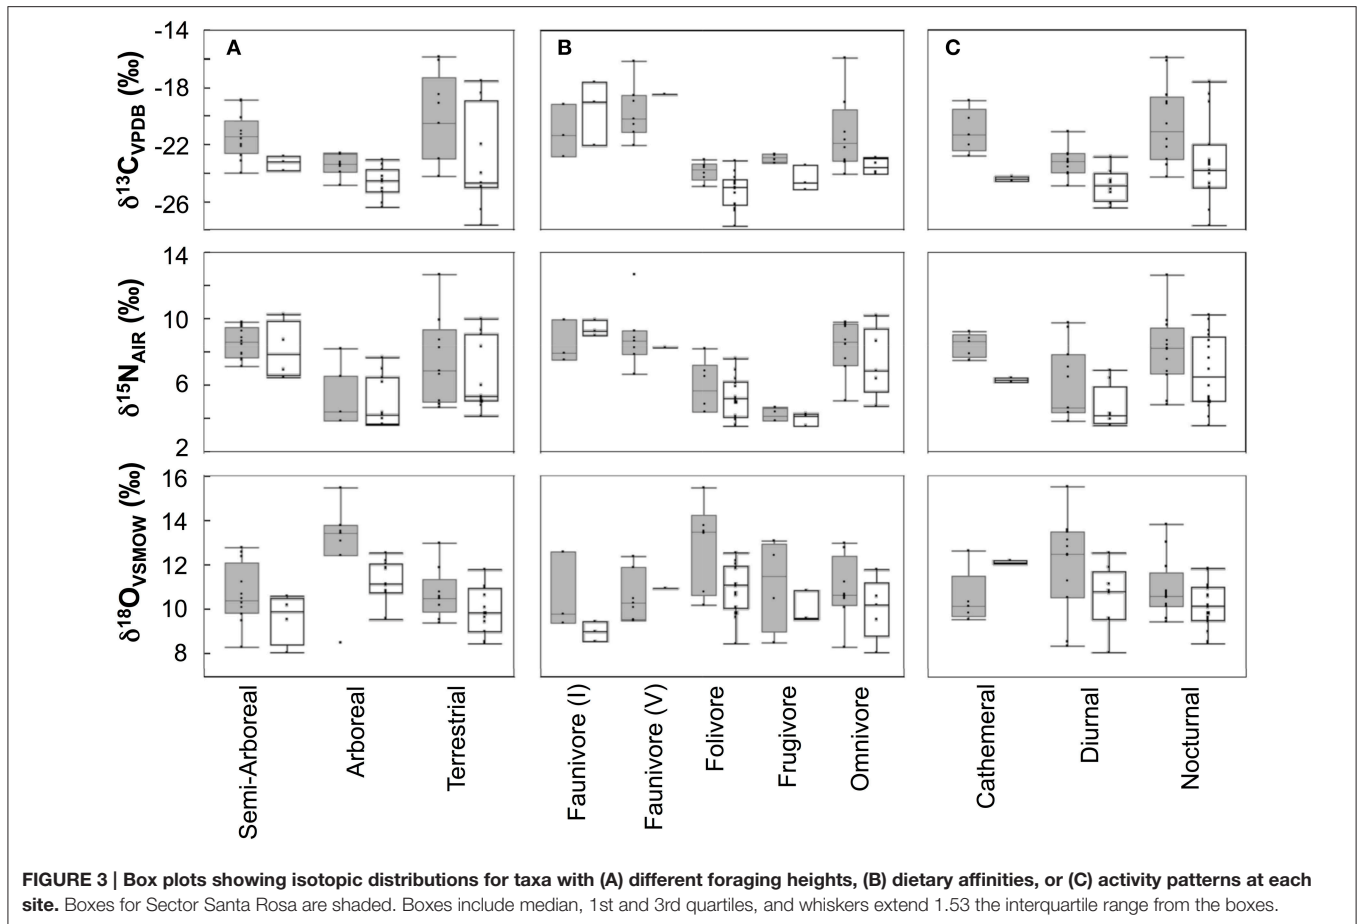 A
B
C
δ¹³C_VPDB (‰)
-14
-18
-22
-26
δ¹⁵N_AIR (‰)
14
10
6
2
δ¹⁸O_VSMOW (‰)
16
14
12
10
8
Semi-Arboreal
Arboreal
Terrestrial
Faunivore (I)
Faunivore (V)
Folivore
Frugivore
Omnivore
Cathemeral
Diurnal
Nocturnal
FIGURE 3 | Box plots showing isotopic distributions for taxa with (A) different foraging heights, (B) dietary affinities, or (C) activity patterns at each
site. Boxes for Sector Santa Rosa are shaded. Boxes include median, 1st and 3rd quartiles, and whiskers extend 1.53 the interquartile range from the boxes.